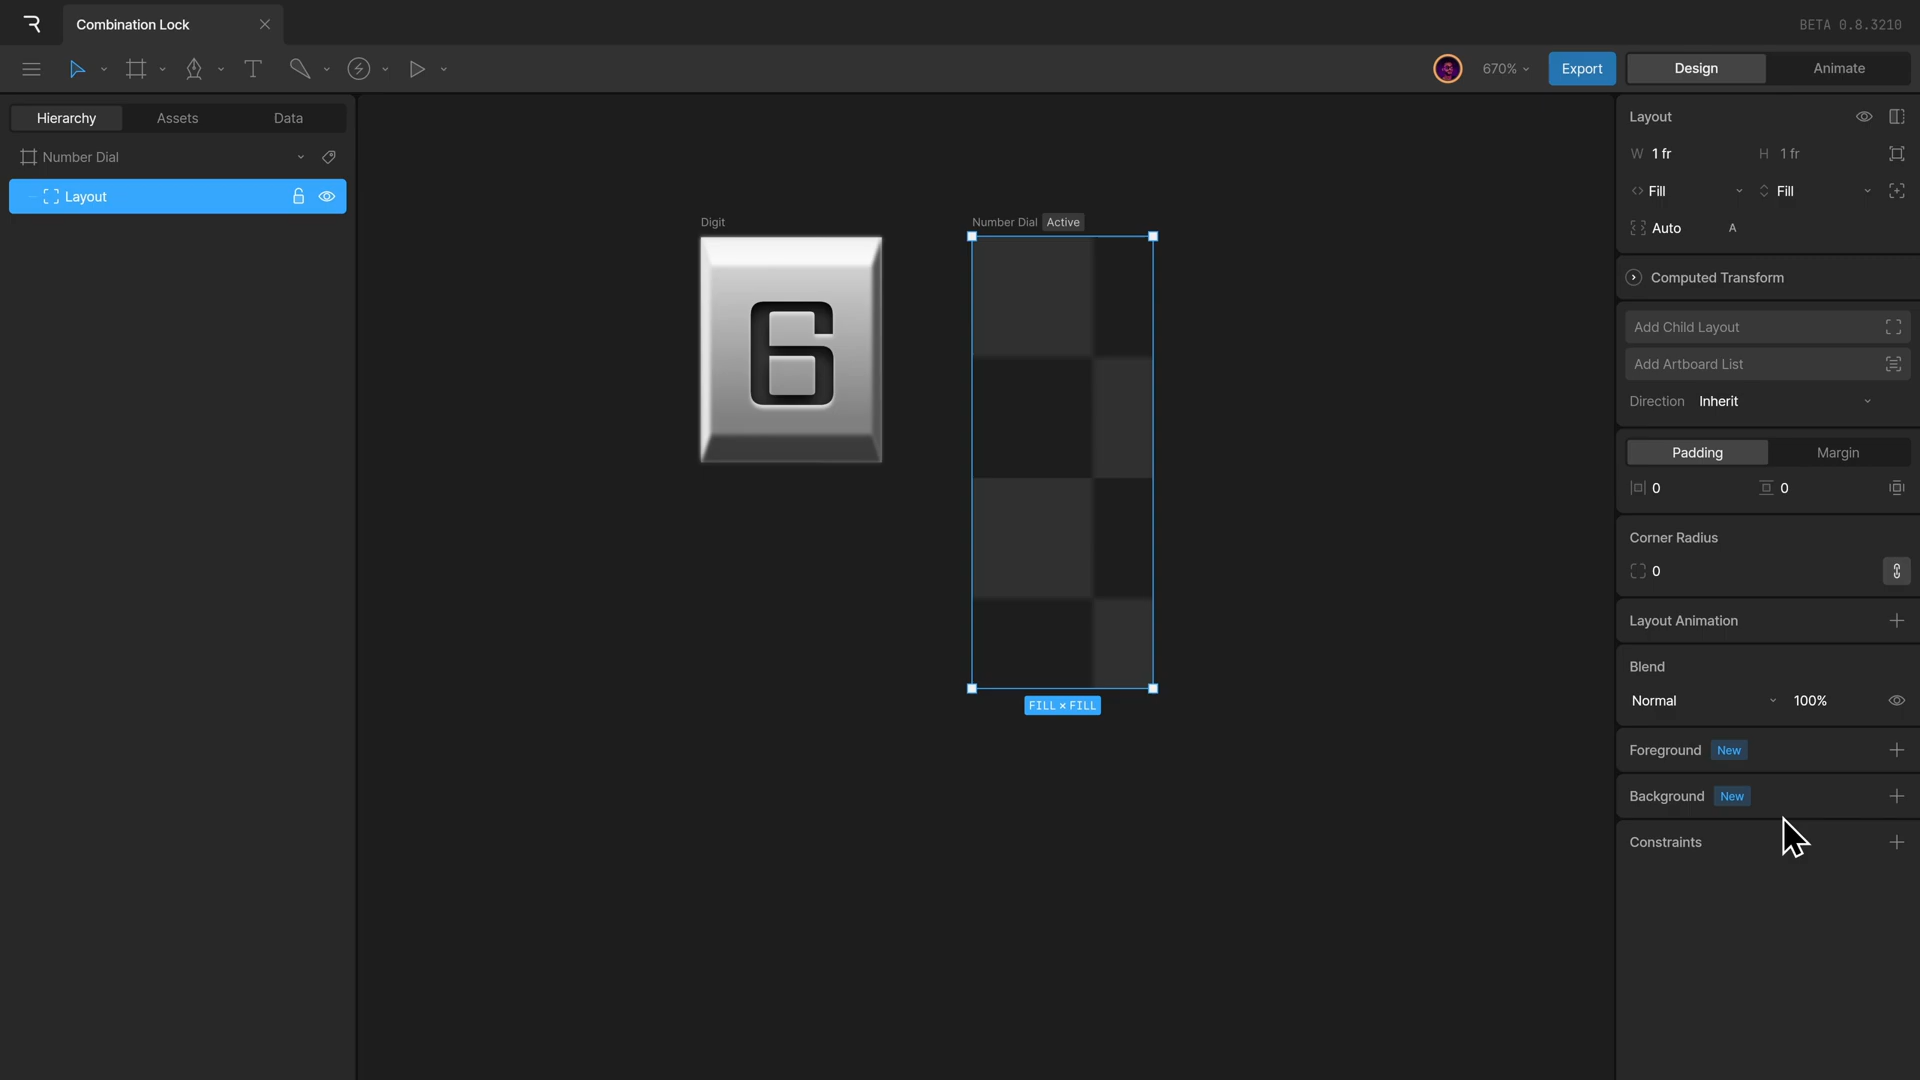 Combination Lock
BETA 0.8.3210
670%
Export
Design
Animate
Hierarchy
Assets
Data
Number Dial
Layout
Digit
6
Number Dial Active
FILL × FILL
Layout
W 1 fr
H 1 fr
Fill
Fill
Auto
A
Computed Transform
Add Child Layout
Add Artboard List
Direction Inherit
Padding
Margin
0
0
Corner Radius
0
Layout Animation
Blend
Normal
100%
Foreground New
Background New
Constraints